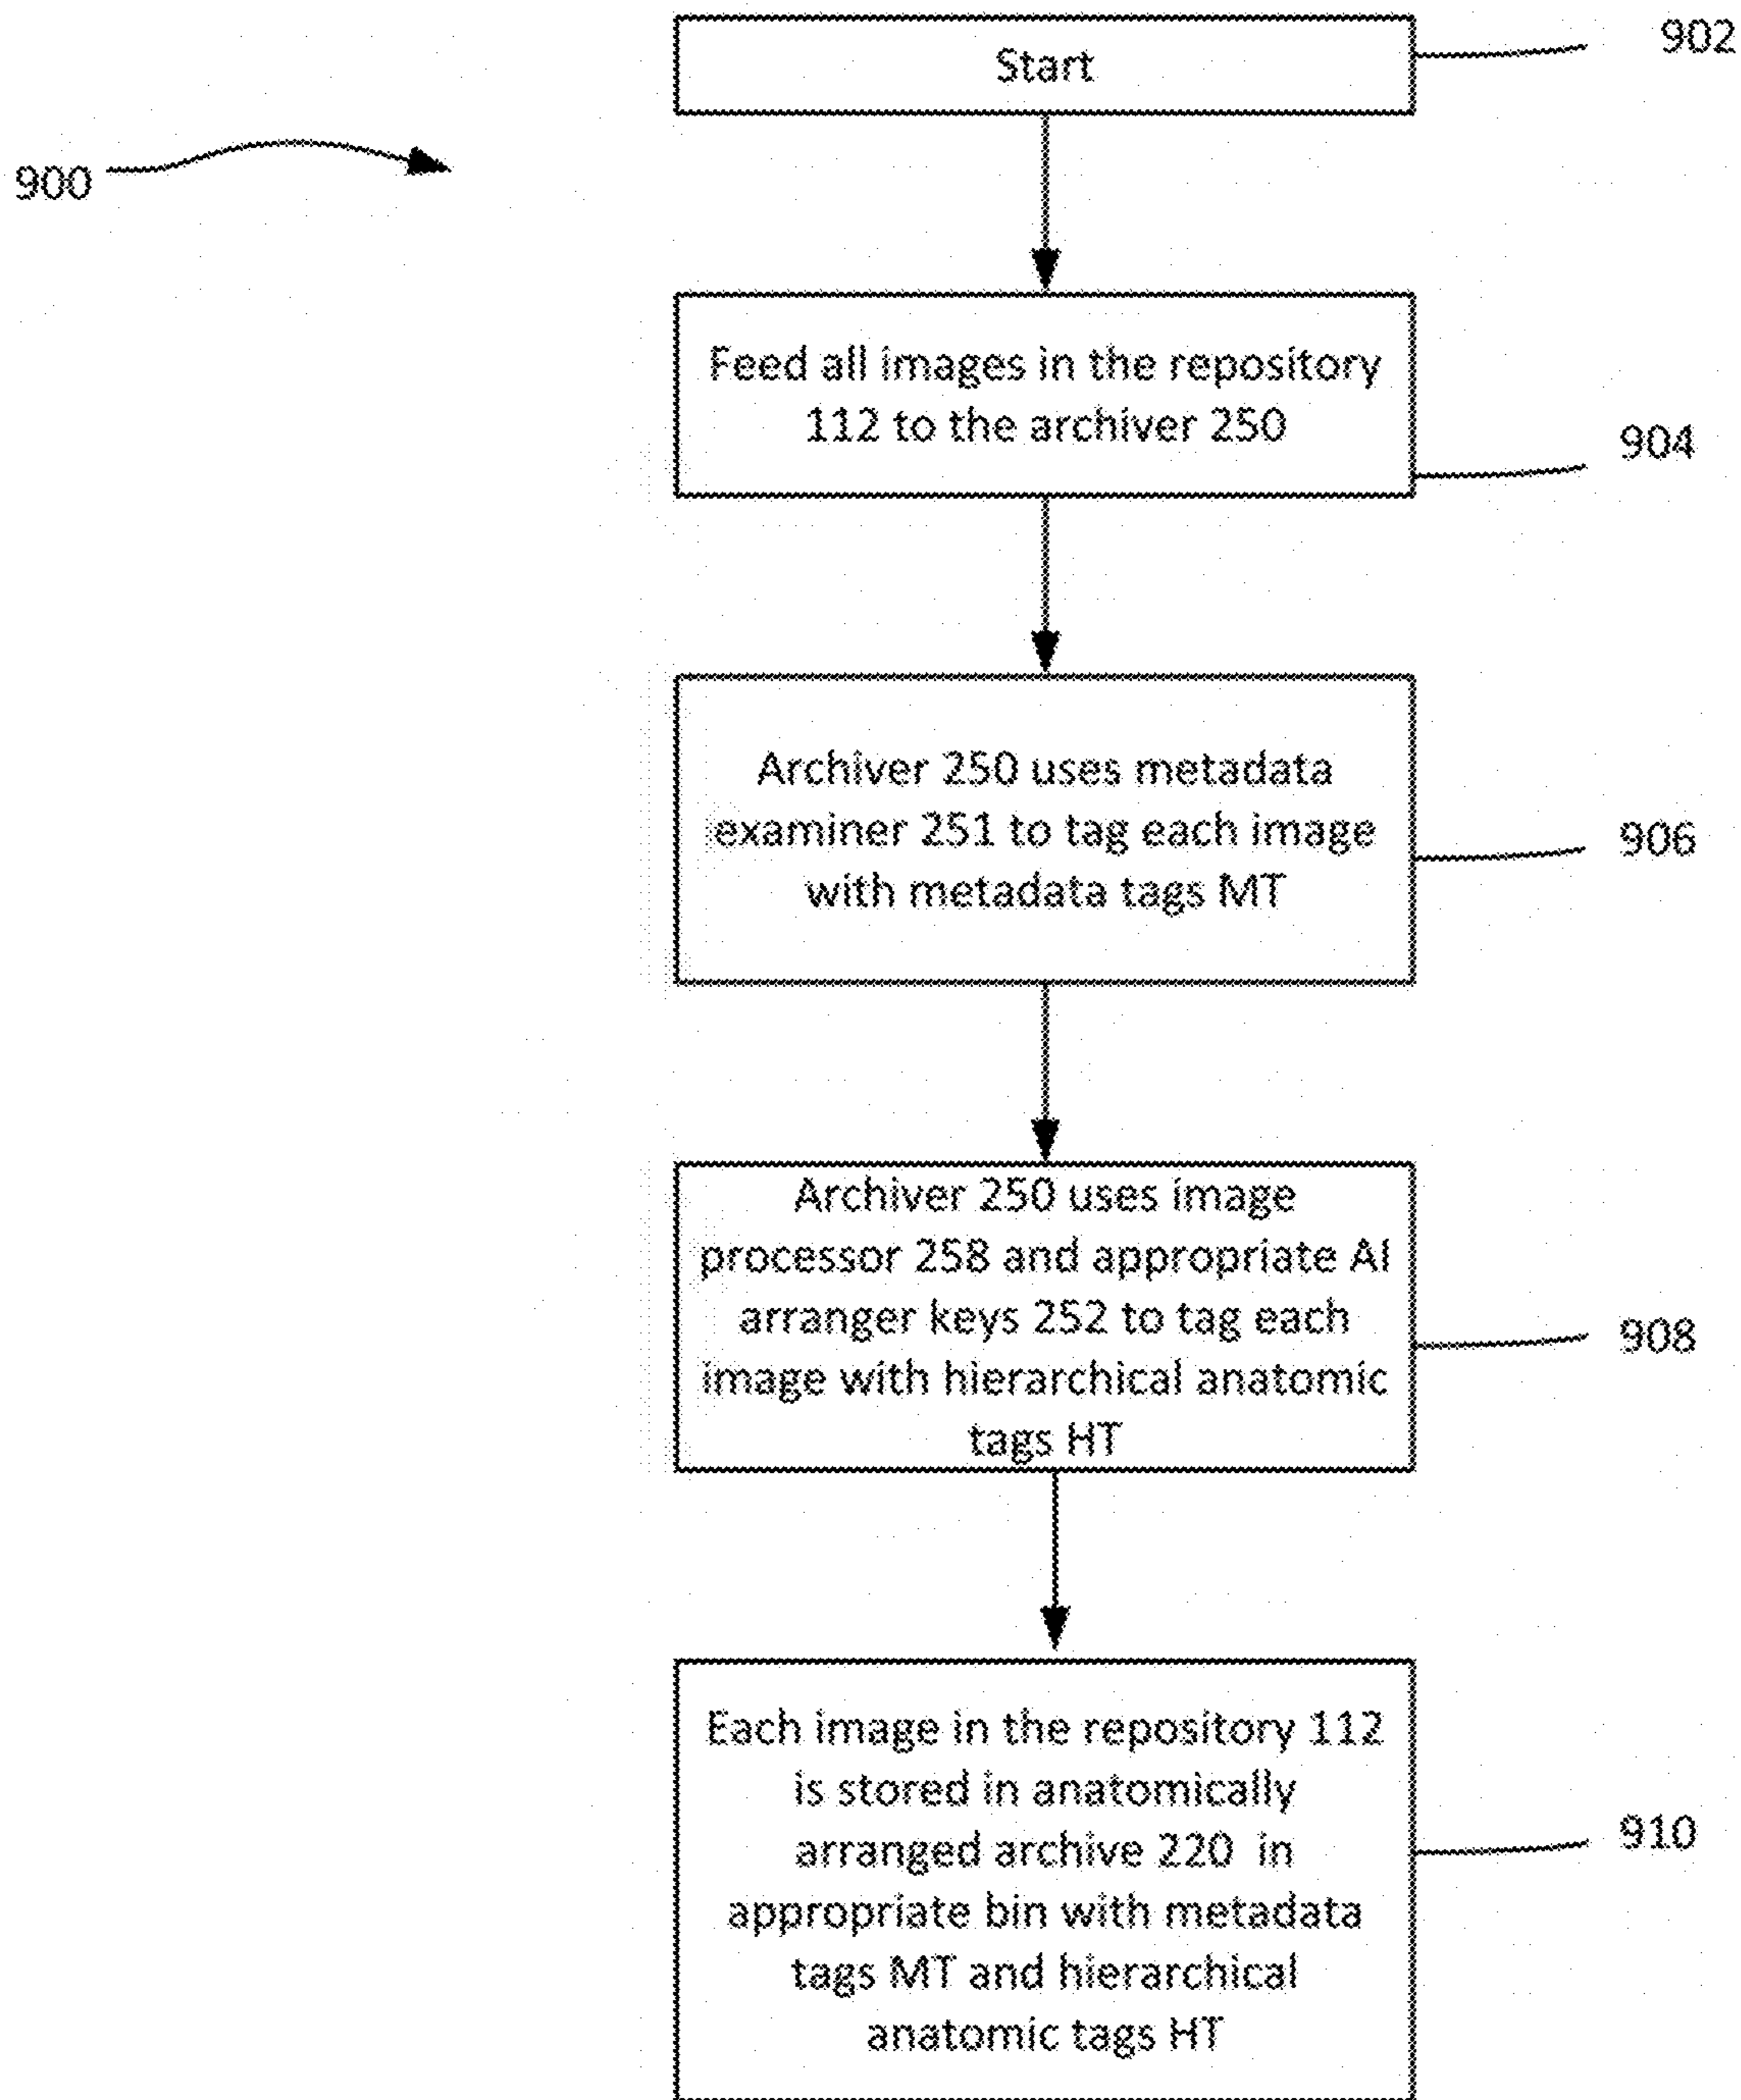 Start
902
900
Feed all images in the repository
112 to the archiver 250
904
Archiver 250 uses metadata
examiner 251 to tag each image
with metadata tags MT
906
Archiver 250 uses image
processor 258 and appropriate AI
arranger keys 252 to tag each
image with hierarchical anatomic
tags HT
908
Each image in the repository 112
is stored in anatomically
arranged archive 220 in
appropriate bin with metadata
tags MT and hierarchical
anatomic tags HT
910